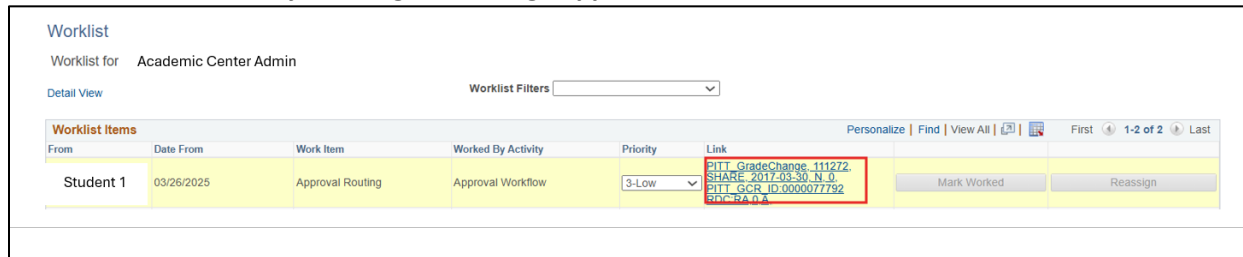 Worklist
Worklist for Academic Center Admin
Detail View
Worklist Filters
Worklist Items
Personalize | Find | View All | | First 1-2 of 2 Last
From Date From Work Item Worked By Activity Priority Link
Student 1 03/26/2025 Approval Routing Approval Workflow 3-Low
PITT_GradeChange, 111272,
SHARE, 2017-03-30, N, 0,
PITT_GCR_ID:0000077792
RDC:RA,0,A,
Mark Worked Reassign